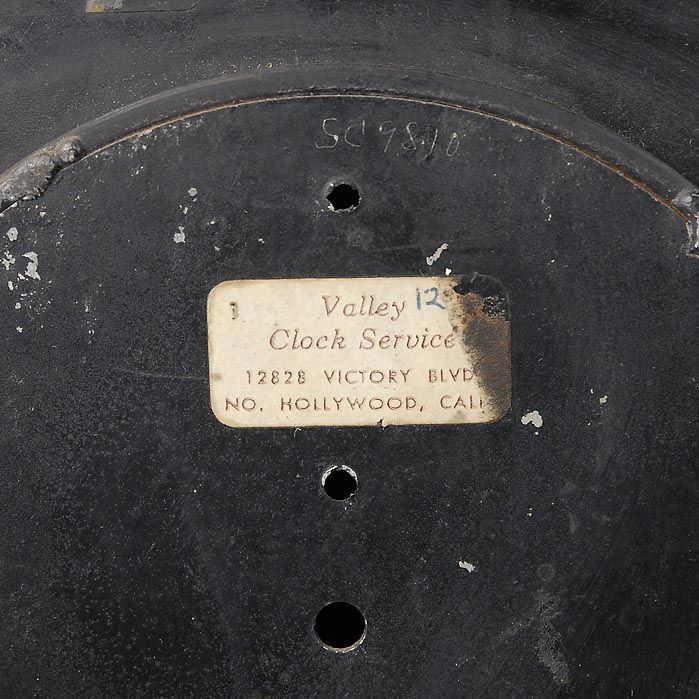 SC9810
Valley 12
Clock Service
12828 VICTORY BLVD
NO. HOLLYWOOD, CALI